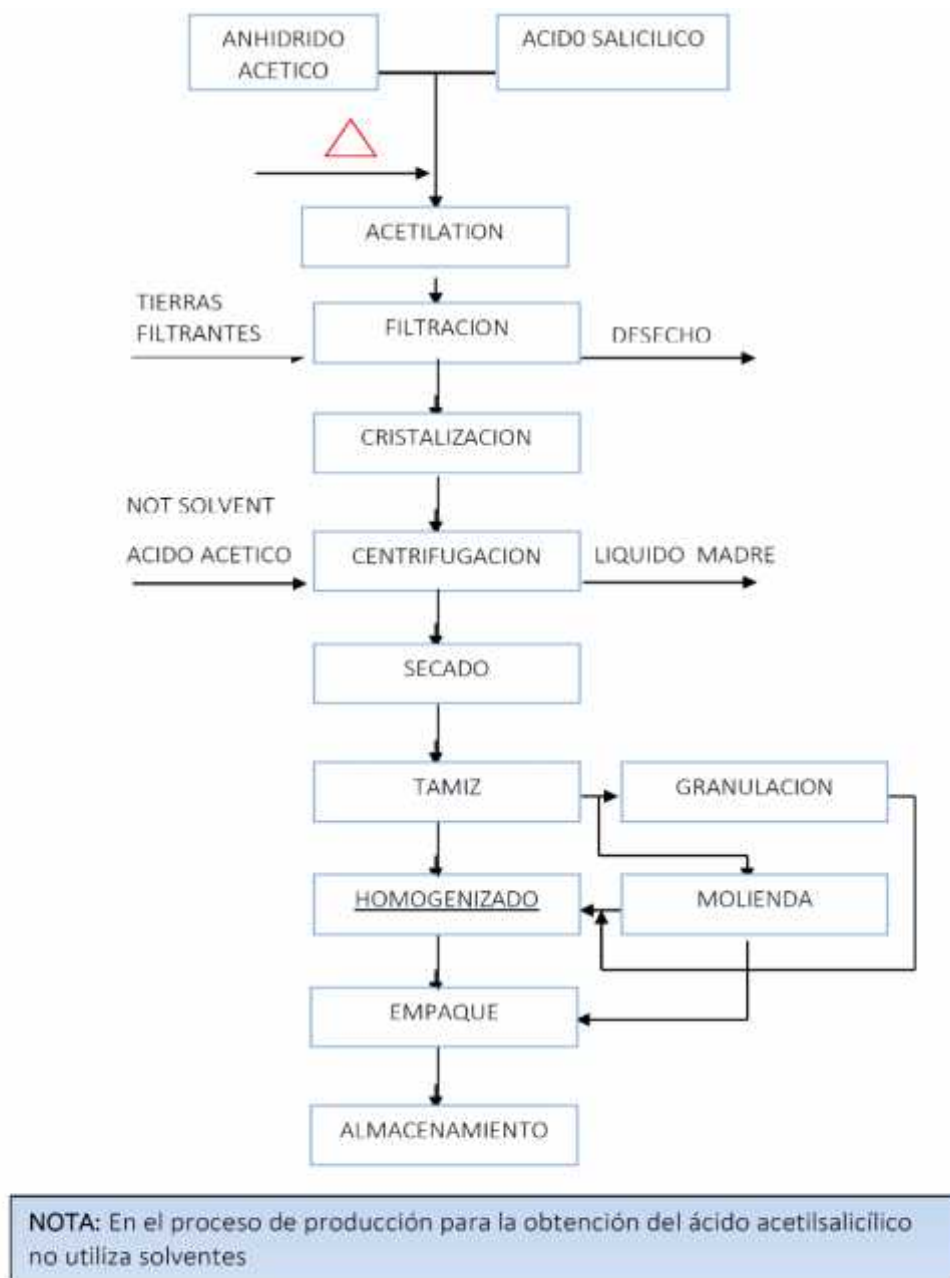 ANHIDRIDO
ACETICO
ACID0 SALICILICO
ACETILATION
TIERRAS
FILTRANTES
FILTRACION
DESECHO
CRISTALIZACION
NOT SOLVENT
ACIDO ACETICO
CENTRIFUGACION
LIQUIDO MADRE
SECADO
TAMIZ
GRANULACION
HOMOGENIZADO
MOLIENDA
EMPAQUE
ALMACENAMIENTO
NOTA: En el proceso de producción para la obtención del ácido acetilsalicílico
no utiliza solventes